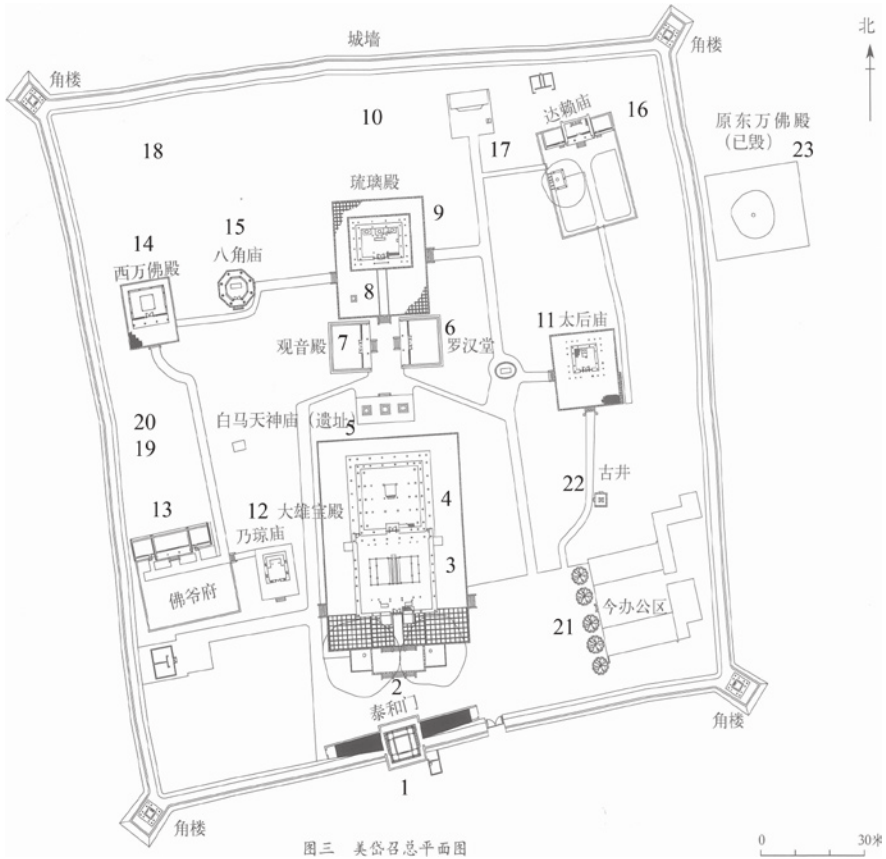 城墙
北
角楼
角楼
10
达赖庙
16
原东万佛殿
（已毁）
23
18
17
琉璃殿
9
14
15
西万佛殿
八角庙
8
6
11
太后庙
观音殿
7
罗汉堂
20
19
白马天神庙（遗址）
5
22
古井
13
12
大雄宝殿
乃琼庙
4
3
佛爷府
21
今办公区
2
泰和门
角楼
1
角楼
图三 美岱召总平面图
0
30米